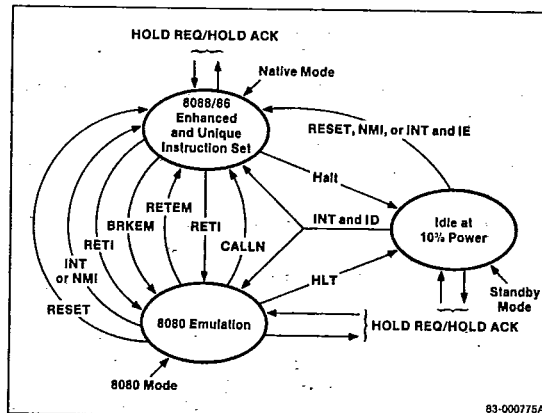 HOLD REQ/HOLD ACK
Native Mode
8088/86
Enhanced
and Unique
Instruction Set
RESET, NMI, or INT and IE
Halt
RETEM
BRKEM
RETI
INT and ID
Idle at
10% Power
RETI
CALLN
INT
or NMI
HLT
RESET
Standby
Mode
8080 Emulation
HOLD REQ/HOLD ACK
8080 Mode
83-000775A